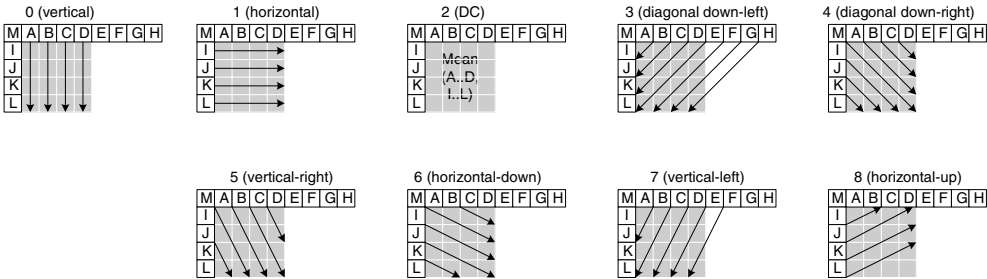 0 (vertical)
M A B C D E F G H
I
J
K
L
1 (horizontal)
M A B C D E F G H
I
J
K
L
2 (DC)
M A B C D E F G H
I
J
K
L
Mean
(A..D,
I..L)
3 (diagonal down-left)
M A B C D E F G H
I
J
K
L
4 (diagonal down-right)
M A B C D E F G H
I
J
K
L
5 (vertical-right)
M A B C D E F G H
I
J
K
L
6 (horizontal-down)
M A B C D E F G H
I
J
K
L
7 (vertical-left)
M A B C D E F G H
I
J
K
L
8 (horizontal-up)
M A B C D E F G H
I
J
K
L